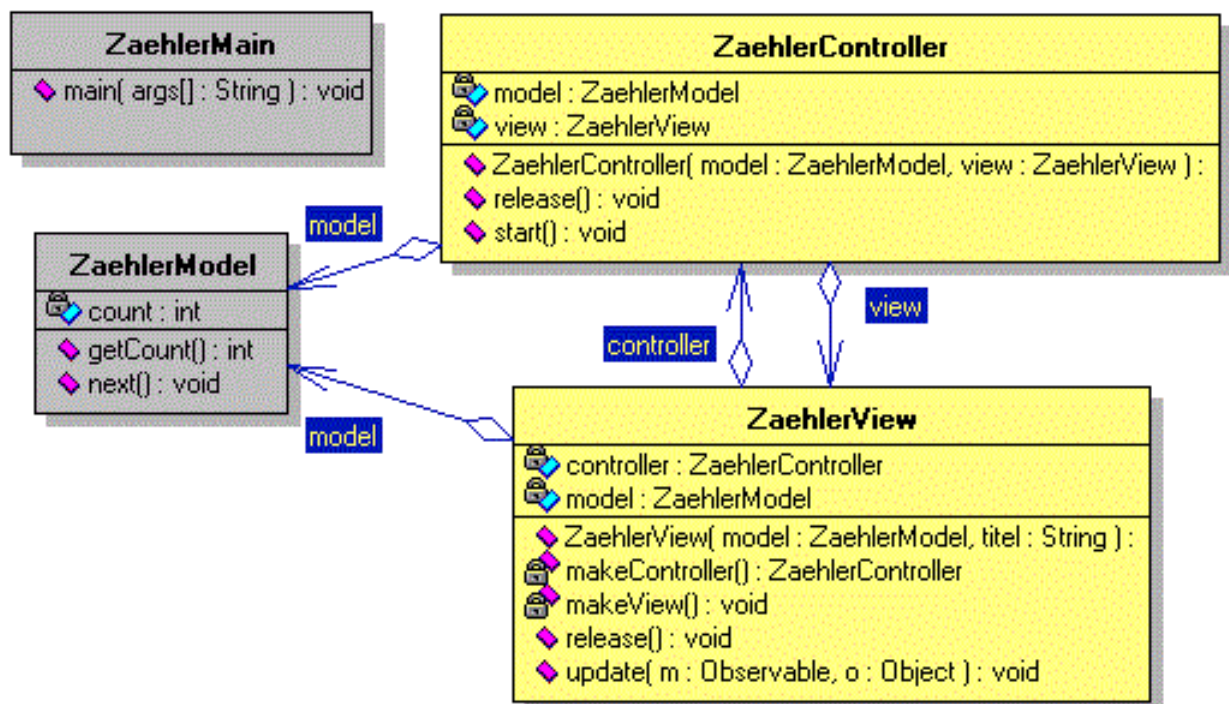 ZaehlerMain
main( args[] : String ) : void
ZaehlerController
model : ZaehlerModel
view : ZaehlerView
ZaehlerController( model : ZaehlerModel, view : ZaehlerView ) :
release() : void
start() : void
model
ZaehlerModel
count : int
getCount() : int
next() : void
view
controller
model
ZaehlerView
controller : ZaehlerController
model : ZaehlerModel
ZaehlerView( model : ZaehlerModel, titel : String ) :
makeController() : ZaehlerController
makeView() : void
release() : void
update( m : Observable, o : Object ) : void